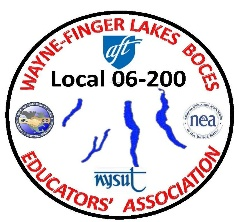 WAYNE-FINGER LAKES BOCES
aft
Local 06-200
nea
nysut
EDUCATORS' ASSOCIATION